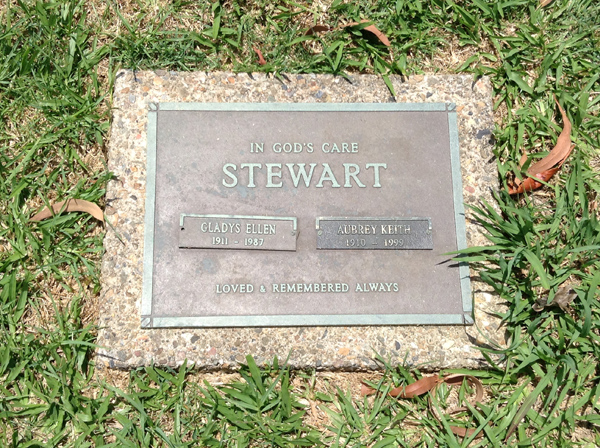 IN GOD'S CARE
STEWART
GLADYS ELLEN
1911 - 1987
AUBREY KEITH
1910 - 1999
LOVED & REMEMBERED ALWAYS